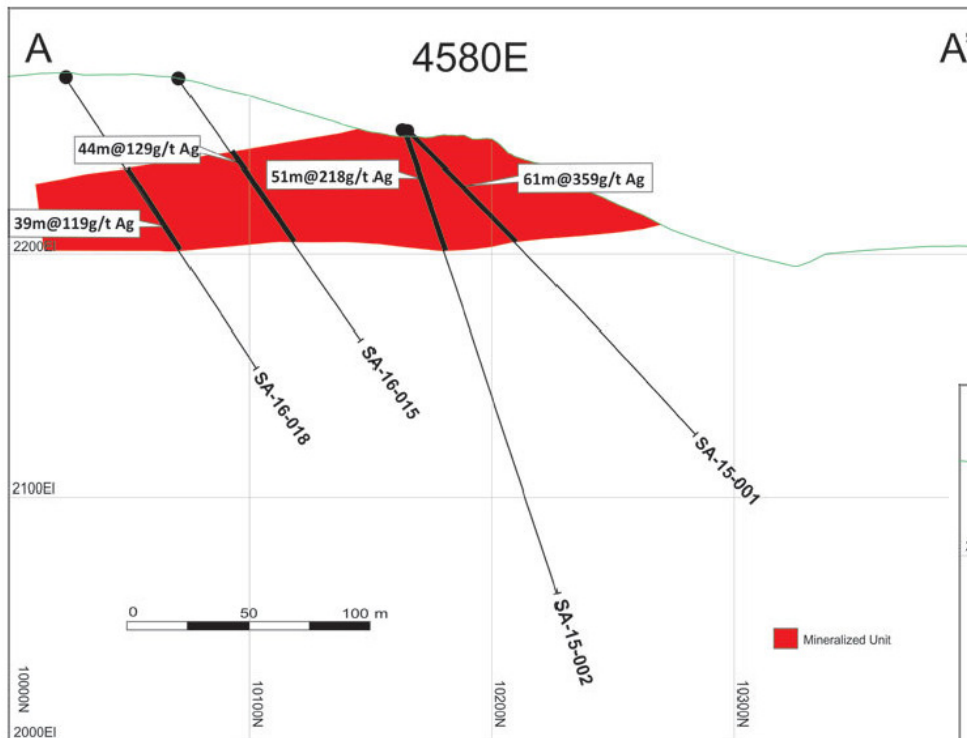 A
4580E
A'
44m@129g/t Ag
51m@218g/t Ag
61m@359g/t Ag
39m@119g/t Ag
2200El
SA-16-018
SA-16-015
SA-15-001
2100El
SA-15-002
0 50 100 m
Mineralized Unit
10000N
10100N
10200N
10300N
2000El